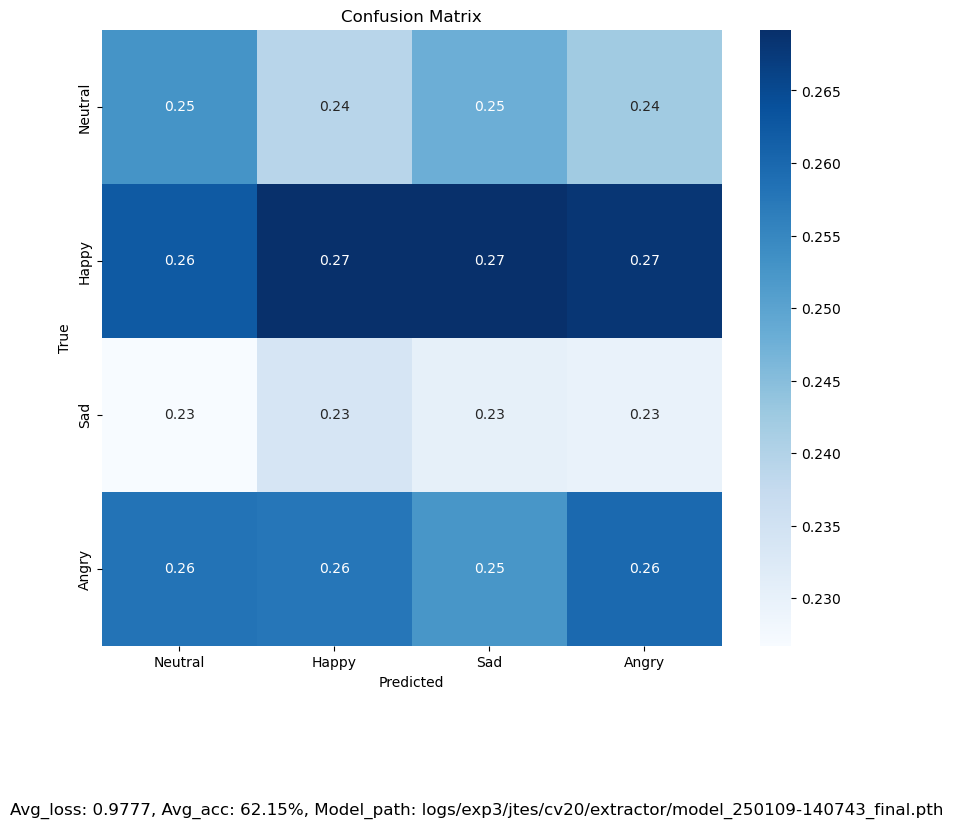 Confusion Matrix
Neutral 0.25 0.24 0.25 0.24
Happy 0.26 0.27 0.27 0.27
Sad 0.23 0.23 0.23 0.23
Angry 0.26 0.26 0.25 0.26
True
Neutral Happy Sad Angry
Predicted
0.265
0.260
0.255
0.250
0.245
0.240
0.235
0.230
Avg_loss: 0.9777, Avg_acc: 62.15%, Model_path: logs/exp3/jtes/cv20/extractor/model_250109-140743_final.pth